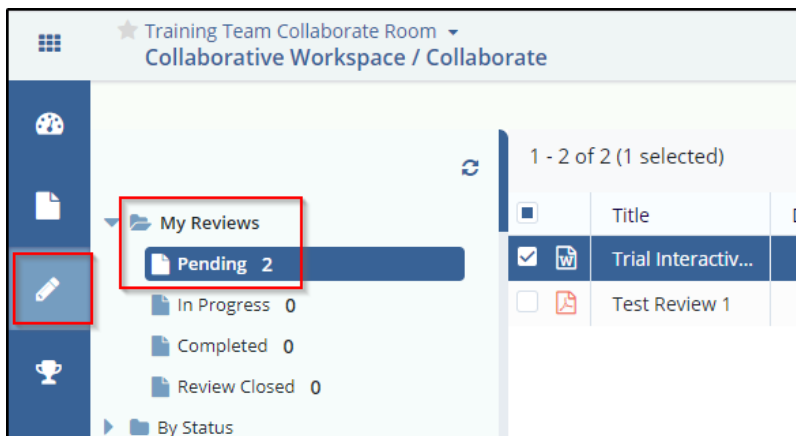 Training Team Collaborate Room
Collaborative Workspace / Collaborate
1 - 2 of 2 (1 selected)
Title
My Reviews
Pending 2
Trial Interactiv...
In Progress 0
Test Review 1
Completed 0
Review Closed 0
By Status